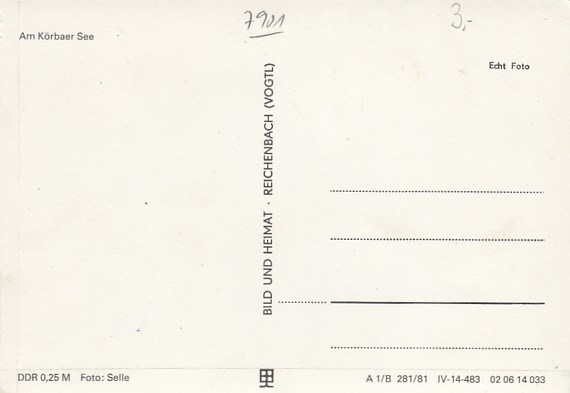 7901
3,-
Am Körbaer See
Echt Foto
BILD UND HEIMAT · REICHENBACH (VOGTL)
DDR 0,25 M Foto: Selle
A 1/B 281/81 IV-14-483 02 06 14 033